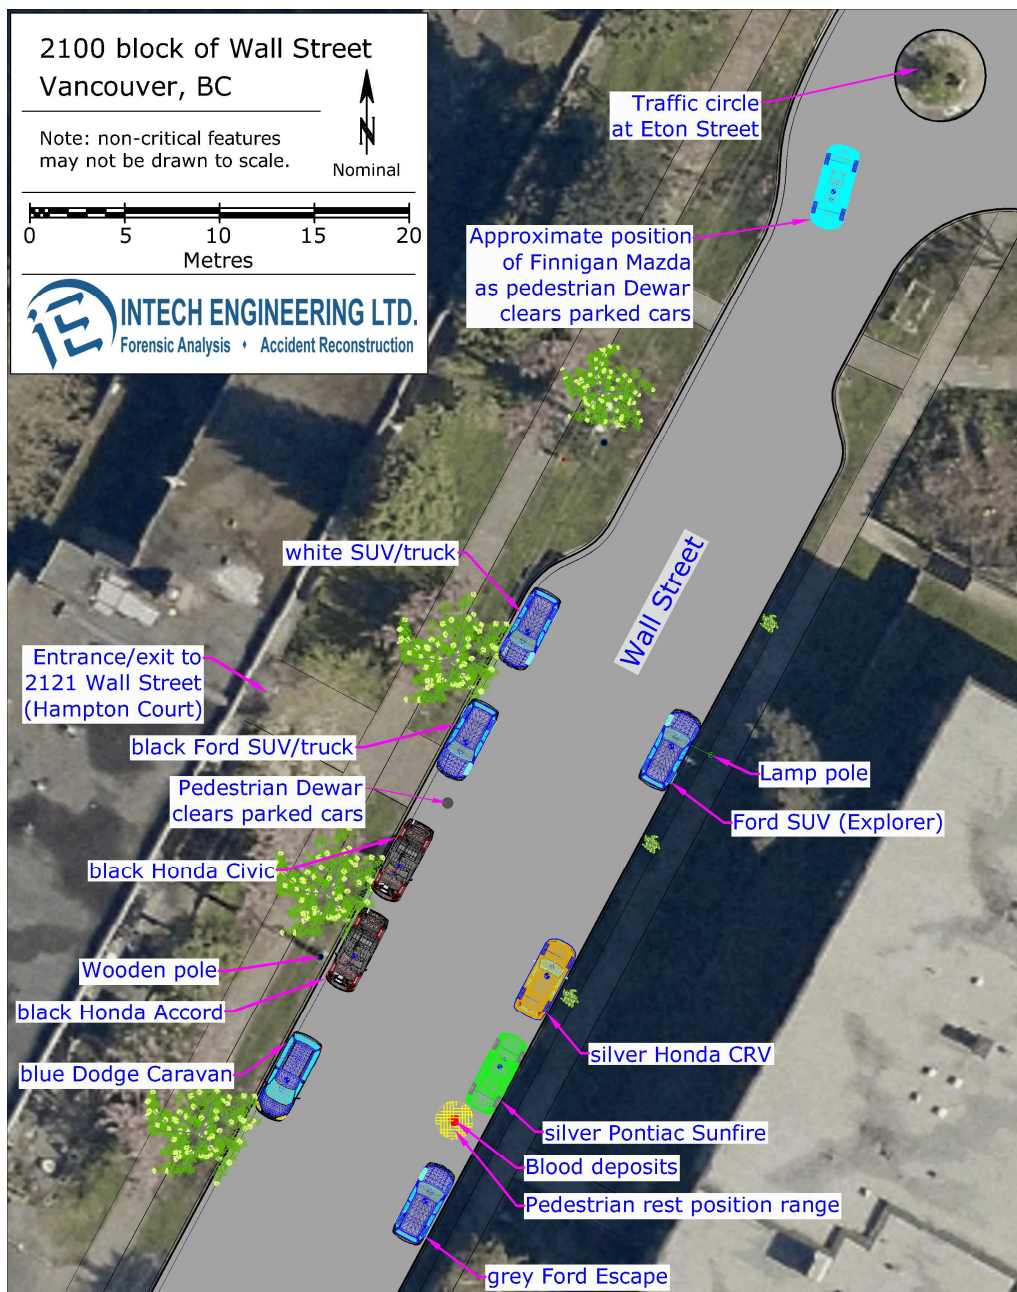 2100 block of Wall Street
Vancouver, BC
Note: non-critical features
may not be drawn to scale.
N
Nominal
0 5 10 15 20
Metres
iE INTECH ENGINEERING LTD.
Forensic Analysis • Accident Reconstruction
Traffic circle
at Eton Street
Approximate position
of Finnigan Mazda
as pedestrian Dewar
clears parked cars
white SUV/truck
Wall Street
Entrance/exit to
2121 Wall Street
(Hampton Court)
black Ford SUV/truck
Lamp pole
Pedestrian Dewar
clears parked cars
Ford SUV (Explorer)
black Honda Civic
Wooden pole
black Honda Accord
silver Honda CRV
blue Dodge Caravan
silver Pontiac Sunfire
Blood deposits
Pedestrian rest position range
grey Ford Escape